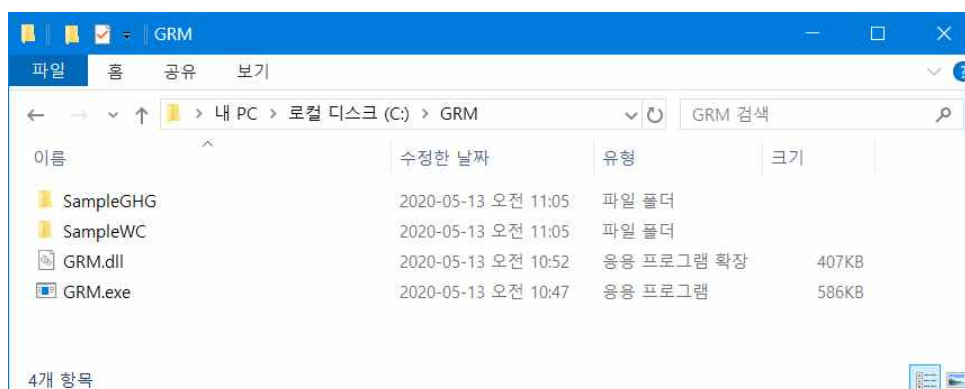 GRM
파일 홈 공유 보기
내 PC > 로컬 디스크 (C:) > GRM GRM 검색
이름 수정한 날짜 유형 크기
SampleGHG 2020-05-13 오전 11:05 파일 폴더
SampleWC 2020-05-13 오전 11:05 파일 폴더
GRM.dll 2020-05-13 오전 10:52 응용 프로그램 확장 407KB
GRM.exe 2020-05-13 오전 10:47 응용 프로그램 586KB
4개 항목